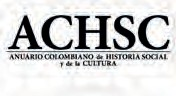 ACHSC
ANUARIO COLOMBIANO de HISTORIA SOCIAL
y de la CULTURA